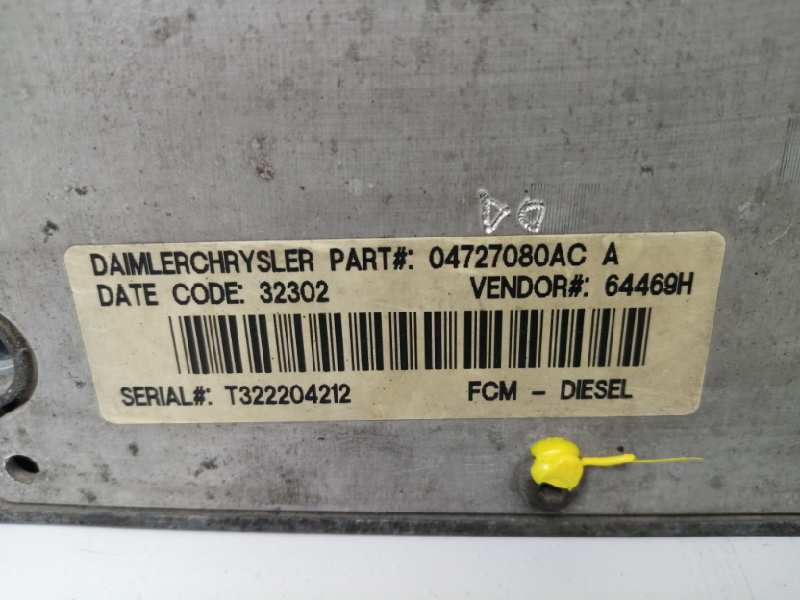 DAIMLERCHRYSLER PART#: 04727080AC A
DATE CODE: 32302 VENDOR#: 64469H
SERIAL#: T322204212 FCM - DIESEL